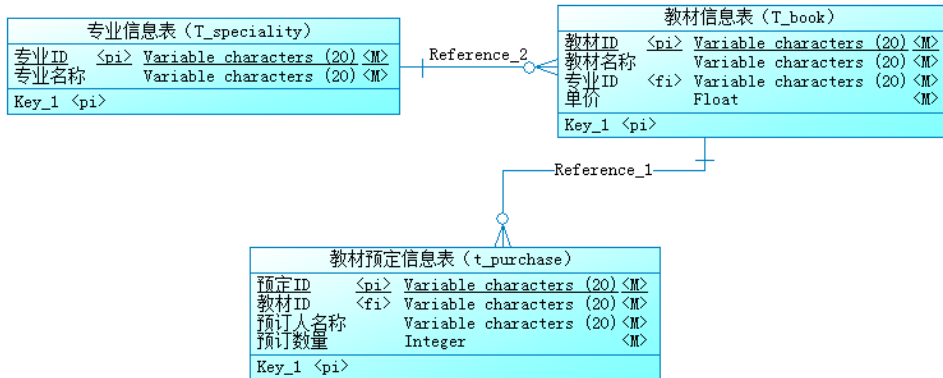 专业信息表（T_speciality）
专业ID <pi> Variable characters (20) <M>
专业名称 Variable characters (20) <M>
Key_1 <pi>
Reference_2
教材信息表（T_book）
教材ID <pi> Variable characters (20) <M>
教材名称 Variable characters (20) <M>
专业ID <fi> Variable characters (20) <M>
单价 Float <M>
Key_1 <pi>
Reference_1
教材预定信息表（t_purchase）
预定ID <pi> Variable characters (20) <M>
教材ID <fi> Variable characters (20) <M>
预订人名称 Variable characters (20) <M>
预订数量 Integer <M>
Key_1 <pi>